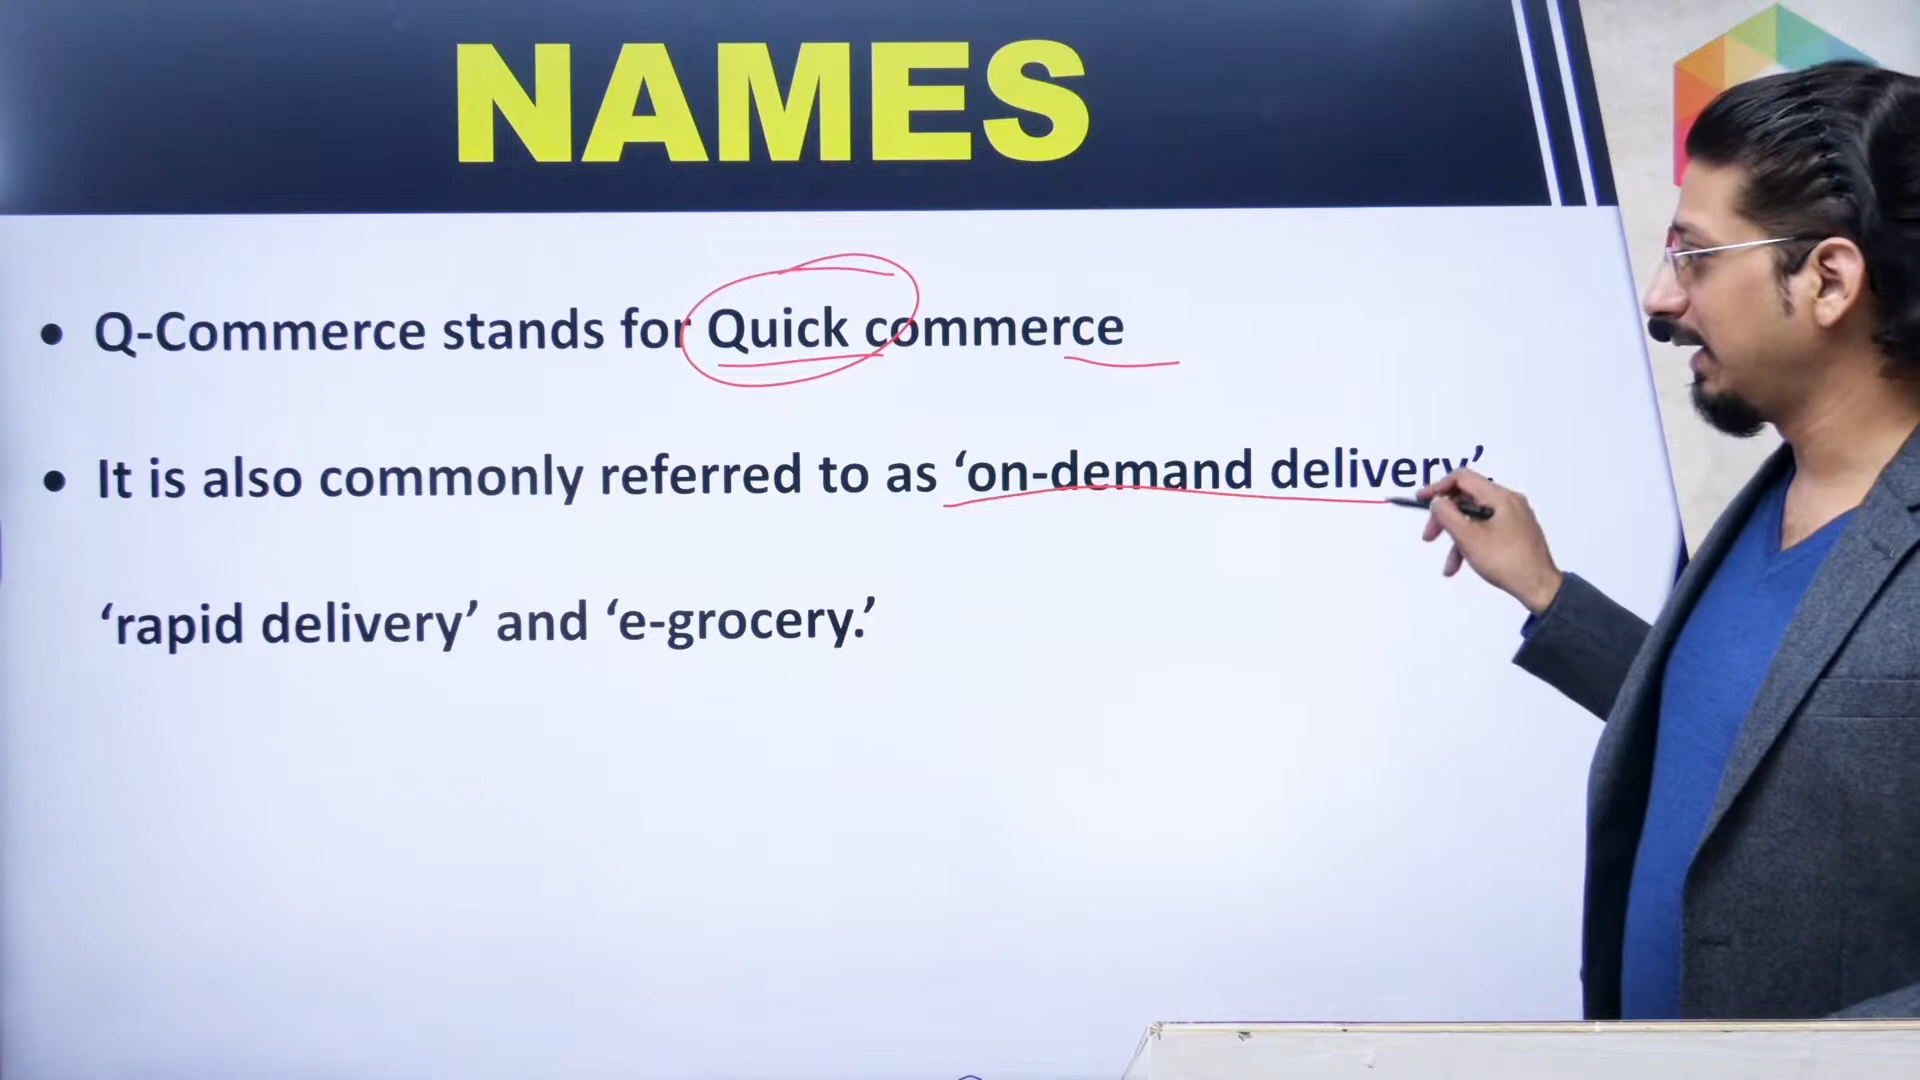 NAMES
• Q-Commerce stands for Quick commerce
• It is also commonly referred to as ‘on-demand delivery’,
‘rapid delivery’ and ‘e-grocery.’